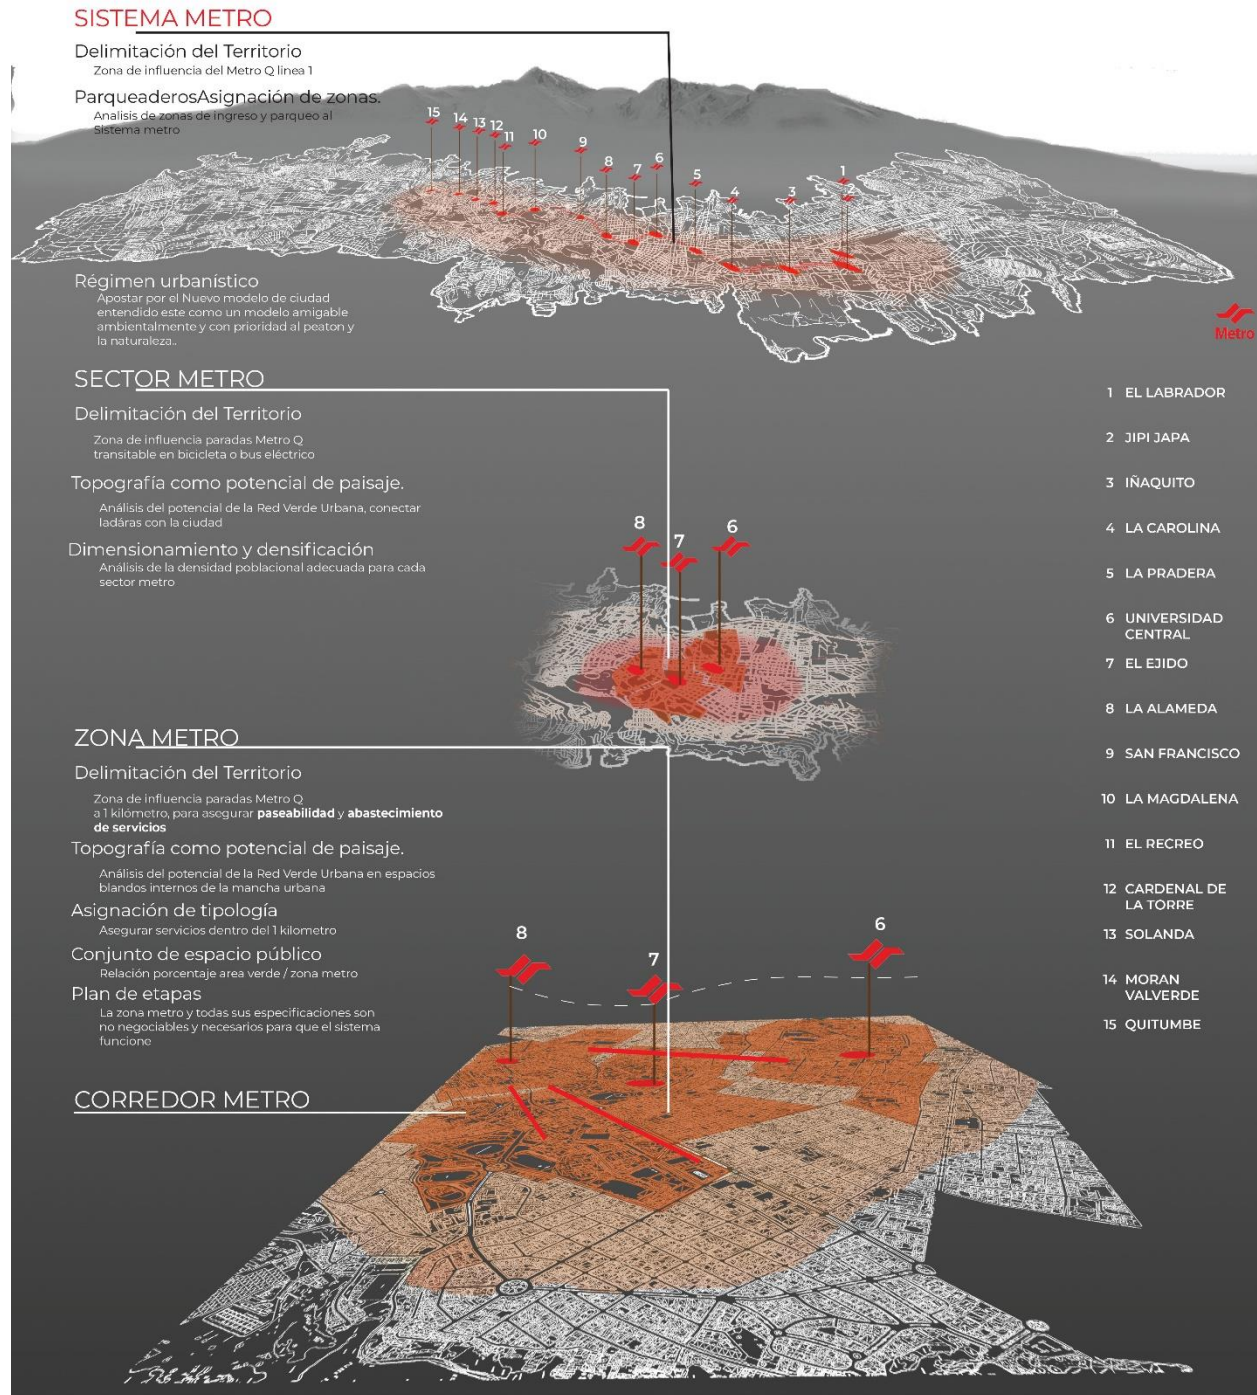 SISTEMA METRO
Delimitación del Territorio
Zona de influencia del Metro Q linea 1
ParqueaderosAsignación de zonas.
Analisis de zonas de ingreso y parqueo al
Sistema metro
15
14
13
12
11
10
9
8
7
6
5
4
3
1
2
Régimen urbanístico
Apostar por el Nuevo modelo de ciudad
entendido este como un modelo amigable
ambientalmente y con prioridad al peaton y
la naturaleza..
Metro
SECTOR METRO
Delimitación del Territorio
Zona de influencia paradas Metro Q
transitable en bicicleta o bus eléctrico
Topografía como potencial de paisaje.
Análisis del potencial de la Red Verde Urbana, conectar
ladáras con la ciudad
Dimensionamiento y densificación
Análisis de la densidad poblacional adecuada para cada
sector metro
8
7
6
ZONA METRO
Delimitación del Territorio
Zona de influencia paradas Metro Q
a 1 kilómetro, para asegurar paseabilidad y abastecimiento
de servicios
Topografía como potencial de paisaje.
Análisis del potencial de la Red Verde Urbana en espacios
blandos internos de la mancha urbana
Asignación de tipología
Asegurar servicios dentro del 1 kilometro
Conjunto de espacio público
Relación porcentaje area verde / zona metro
Plan de etapas
La zona metro y todas sus especificaciones son
no negociables y necesarios para que el sistema
funcione
8
7
6
CORREDOR METRO
1 EL LABRADOR
2 JIPI JAPA
3 IÑAQUITO
4 LA CAROLINA
5 LA PRADERA
6 UNIVERSIDAD
CENTRAL
7 EL EJIDO
8 LA ALAMEDA
9 SAN FRANCISCO
10 LA MAGDALENA
11 EL RECREO
12 CARDENAL DE
LA TORRE
13 SOLANDA
14 MORAN
VALVERDE
15 QUITUMBE